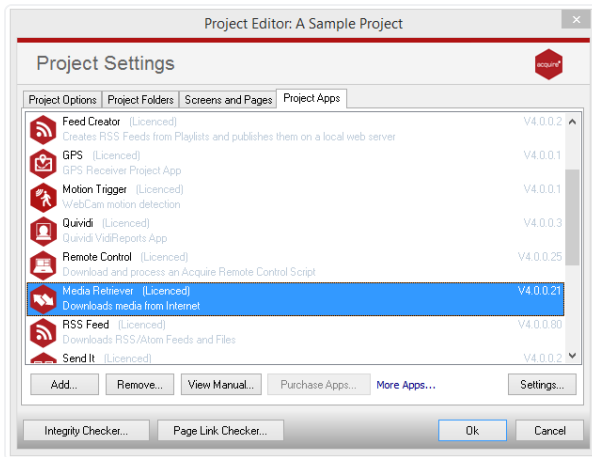 Project Editor: A Sample Project
Project Settings
acquire
Project Options Project Folders Screens and Pages Project Apps
Feed Creator (Licenced) V4.0.0.2
Creates RSS Feeds from Playlists and publishes them on a local web server
GPS (Licenced) V4.0.0.1
GPS Receiver Project App
Motion Trigger (Licenced) V4.0.0.1
WebCam motion detection
Quividi (Licenced) V4.0.0.3
Quividi VidiReports App
Remote Control (Licenced) V4.0.0.25
Download and process an Acquire Remote Control Script
Media Retriever (Licenced) V4.0.0.21
Downloads media from Internet
RSS Feed (Licenced) V4.0.0.80
Downloads RSS/Atom Feeds and Files
Send It (Licenced) V4.0.0.2
Add... Remove... View Manual... Purchase Apps... More Apps... Settings...
Integrity Checker... Page Link Checker... Ok Cancel